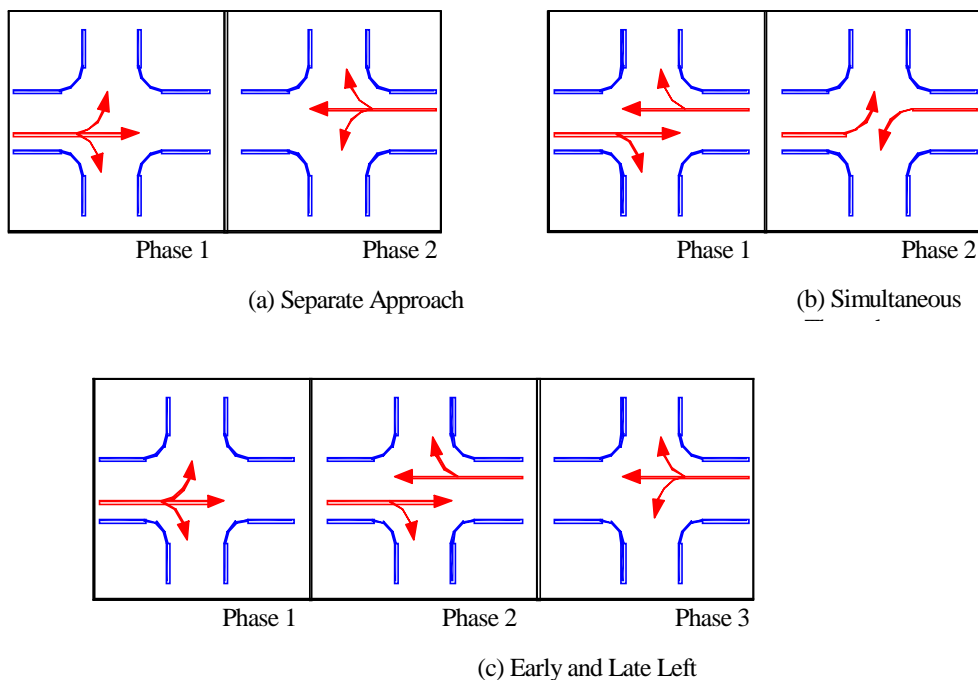 Phase 1
Phase 2
Phase 1
Phase 2
(a) Separate Approach
(b) Simultaneous
Phase 1
Phase 2
Phase 3
(c) Early and Late Left